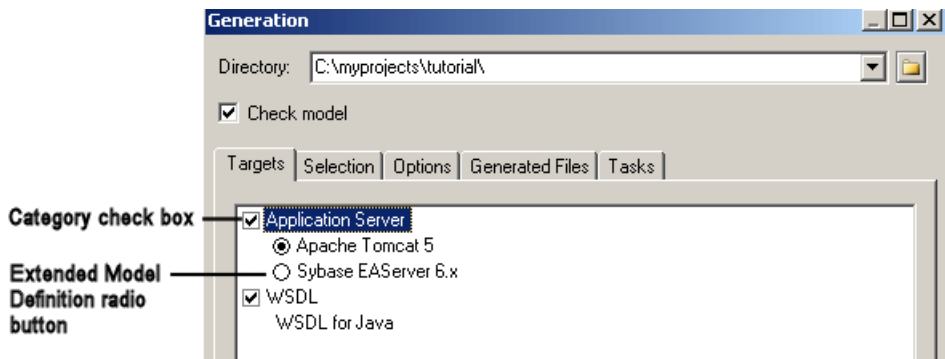 Generation
Directory: C:\myprojects\tutorial\
Check model
Targets Selection Options Generated Files Tasks
Category check box
Application Server
Apache Tomcat 5
Extended Model
Definition radio
button
Sybase EAServer 6.x
WSDL
WSDL for Java